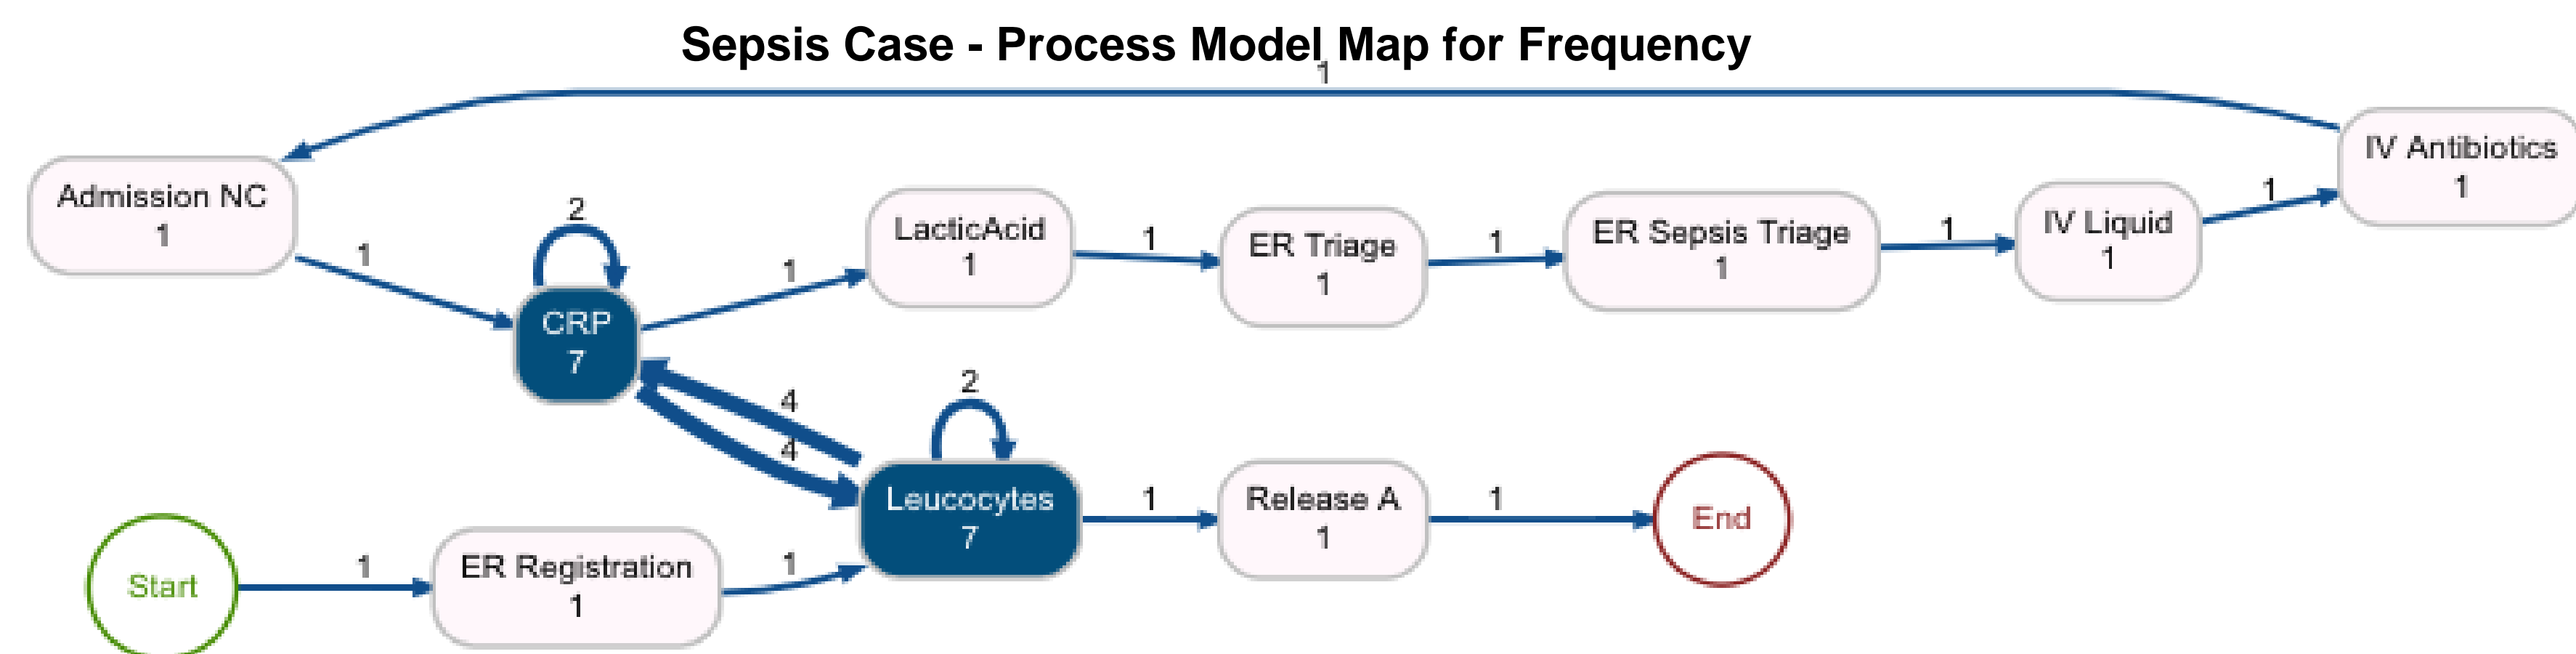 Sepsis Case - Process Model Map for Frequency
1
IV Antibiotics
1
Admission NC
1
1
2
CRP
7
1
LacticAcid
1
1
ER Triage
1
1
ER Sepsis Triage
1
1
IV Liquid
1
1
4
4
2
Leucocytes
7
1
Release A
1
1
End
Start
1
ER Registration
1
1